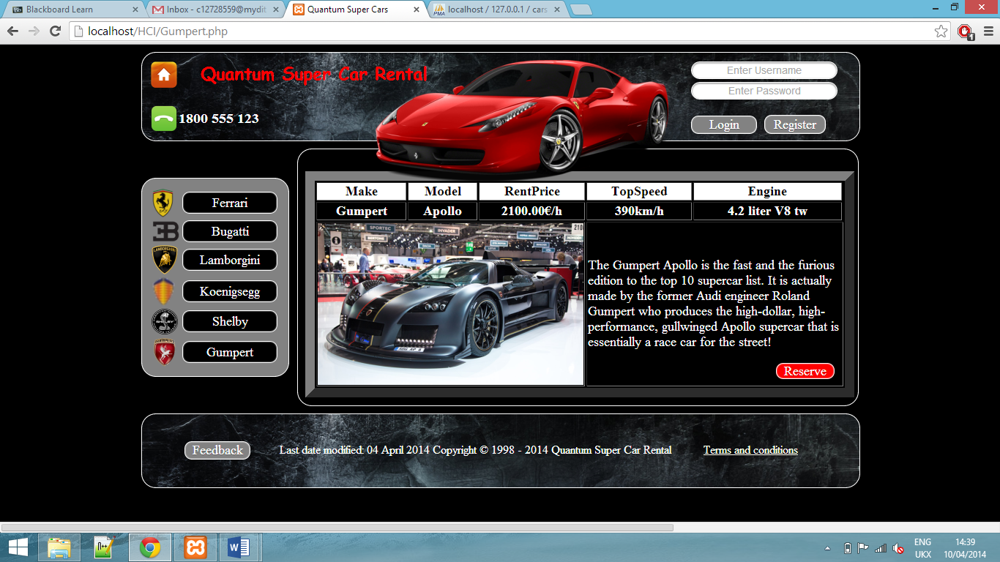 Blackboard Learn
Inbox - c12728559@mydit
Quantum Super Cars
localhost / 127.0.0.1 / cars
localhost/HCI/Gumpert.php
Quantum Super Car Rental
1800 555 123
Enter Username
Enter Password
Login
Register
Ferrari
Bugatti
Lamborgini
Koenigsegg
Shelby
Gumpert
Make Model RentPrice TopSpeed Engine
Gumpert Apollo 2100.00€/h 390km/h 4.2 liter V8 tw
SPORTEC
INVADER
BERTONE
The Gumpert Apollo is the fast and the furious
edition to the top 10 supercar list. It is actually
made by the former Audi engineer Roland
Gumpert who produces the high-dollar, high-
performance, gullwinged Apollo supercar that is
essentially a race car for the street!
Reserve
Feedback
Last date modified: 04 April 2014 Copyright © 1998 - 2014 Quantum Super Car Rental
Terms and conditions
ENG
UKX
14:39
10/04/2014